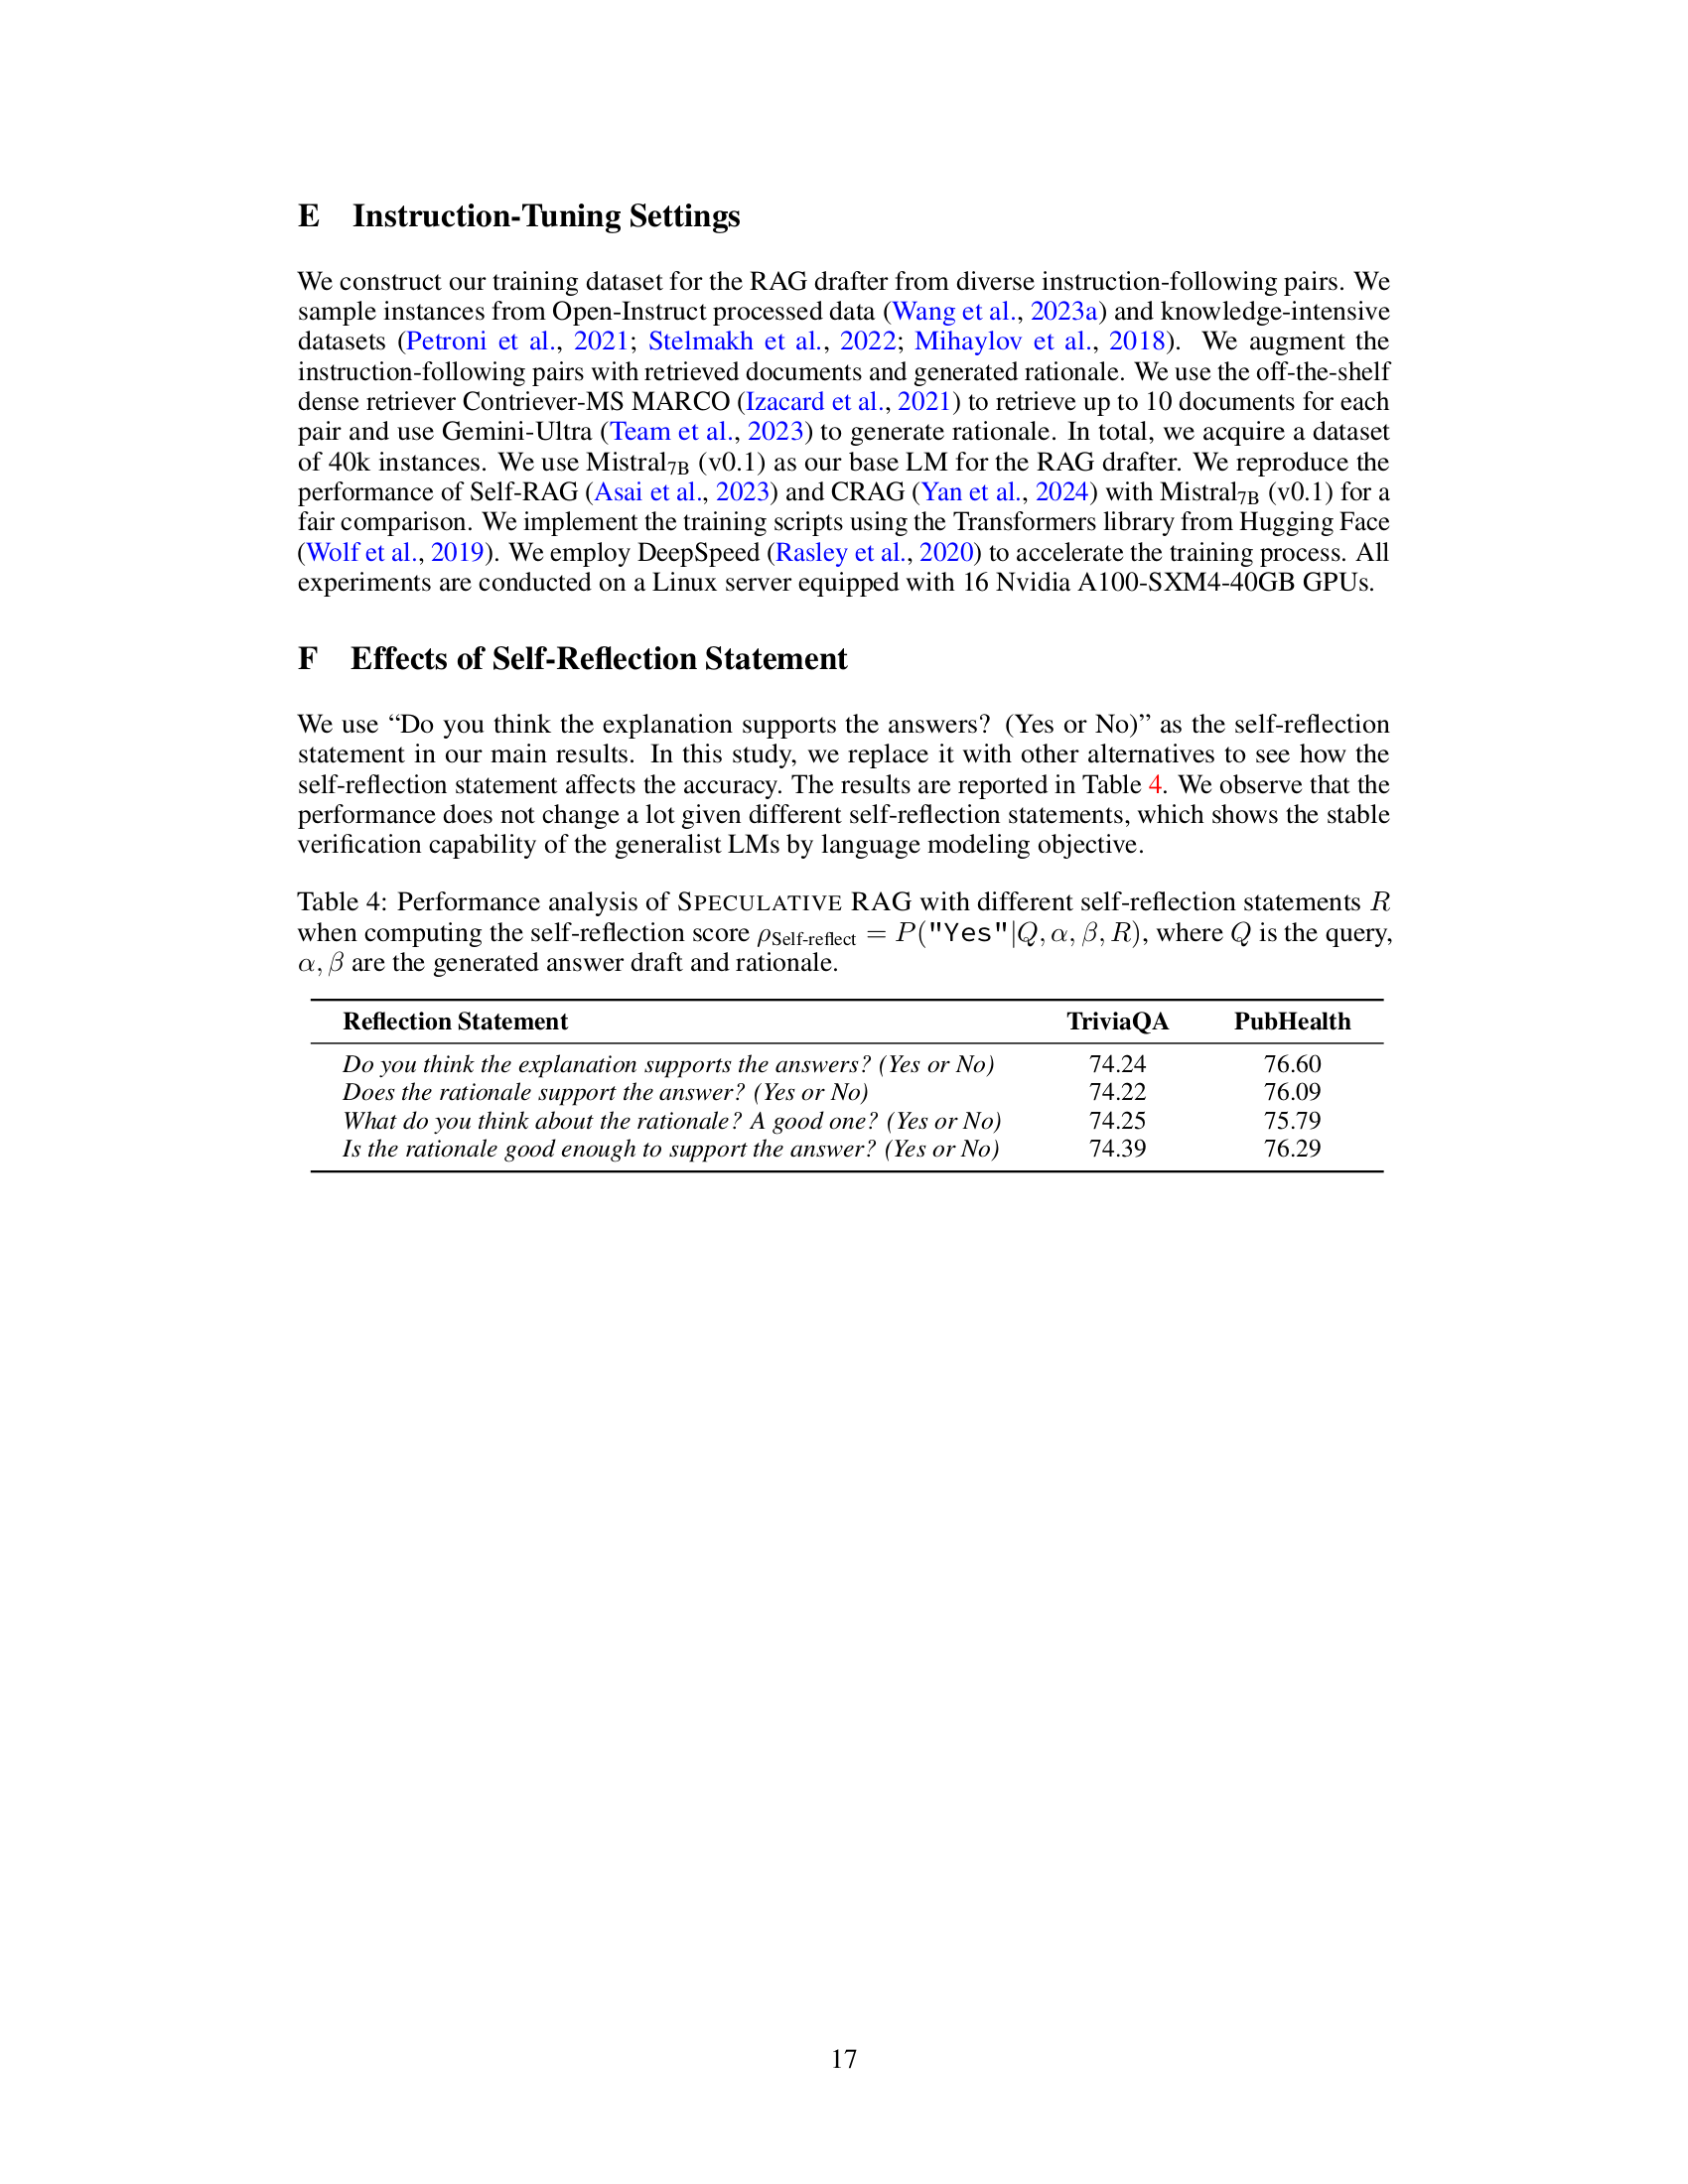 E Instruction-Tuning Settings
We construct our training dataset for the RAG drafter from diverse instruction-following pairs. We
sample instances from Open-Instruct processed data (Wang et al., 2023a) and knowledge-intensive
datasets (Petroni et al., 2021; Stelmakh et al., 2022; Mihaylov et al., 2018). We augment the
instruction-following pairs with retrieved documents and generated rationale. We use the off-the-shelf
dense retriever Contriever-MS MARCO (Izacard et al., 2021) to retrieve up to 10 documents for each
pair and use Gemini-Ultra (Team et al., 2023) to generate rationale. In total, we acquire a dataset
of 40k instances. We use Mistral7B (v0.1) as our base LM for the RAG drafter. We reproduce the
performance of Self-RAG (Asai et al., 2023) and CRAG (Yan et al., 2024) with Mistral7B (v0.1) for a
fair comparison. We implement the training scripts using the Transformers library from Hugging Face
(Wolf et al., 2019). We employ DeepSpeed (Rasley et al., 2020) to accelerate the training process. All
experiments are conducted on a Linux server equipped with 16 Nvidia A100-SXM4-40GB GPUs.
F Effects of Self-Reflection Statement
We use “Do you think the explanation supports the answers? (Yes or No)” as the self-reflection
statement in our main results. In this study, we replace it with other alternatives to see how the
self-reflection statement affects the accuracy. The results are reported in Table 4. We observe that the
performance does not change a lot given different self-reflection statements, which shows the stable
verification capability of the generalist LMs by language modeling objective.
Table 4: Performance analysis of SPECULATIVE RAG with different self-reflection statements R
when computing the self-reflection score ρSelf-reflect = P("Yes"|Q, α, β, R), where Q is the query,
α, β are the generated answer draft and rationale.
Reflection Statement TriviaQA PubHealth
Do you think the explanation supports the answers? (Yes or No) 74.24 76.60
Does the rationale support the answer? (Yes or No) 74.22 76.09
What do you think about the rationale? A good one? (Yes or No) 74.25 75.79
Is the rationale good enough to support the answer? (Yes or No) 74.39 76.29
17